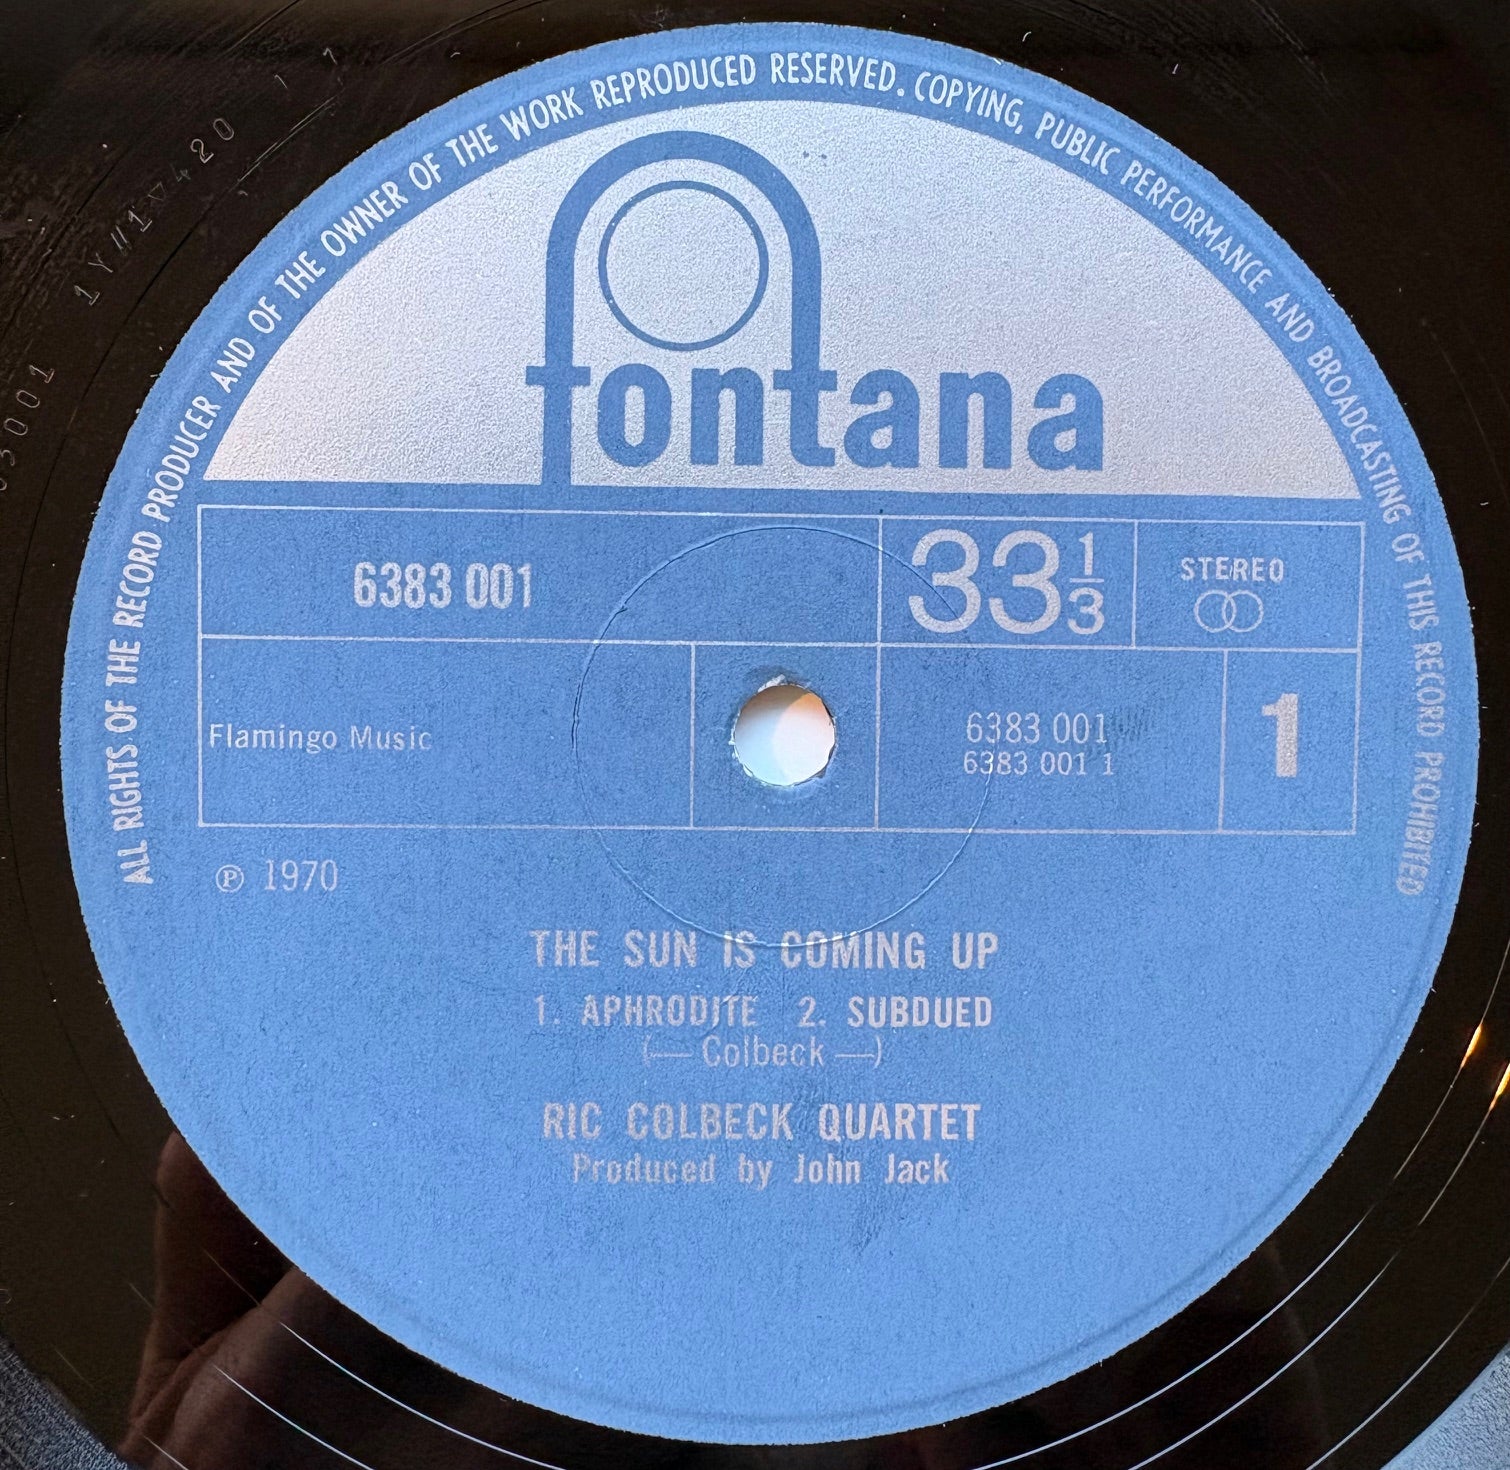 ALL RIGHTS OF THE RECORD PRODUCER AND OF THE OWNER OF THE WORK REPRODUCED RESERVED. COPYING, PUBLIC PERFORMANCE AND BROADCASTING OF THIS RECORD PROHIBITED
fontana
6383 001
33 1/3
STEREO
Flamingo Music
6383 001
6383 001 1
1
℗ 1970
THE SUN IS COMING UP
1. APHRODITE 2. SUBDUED
(— Colbeck —)
RIC COLBECK QUARTET
Produced by John Jack